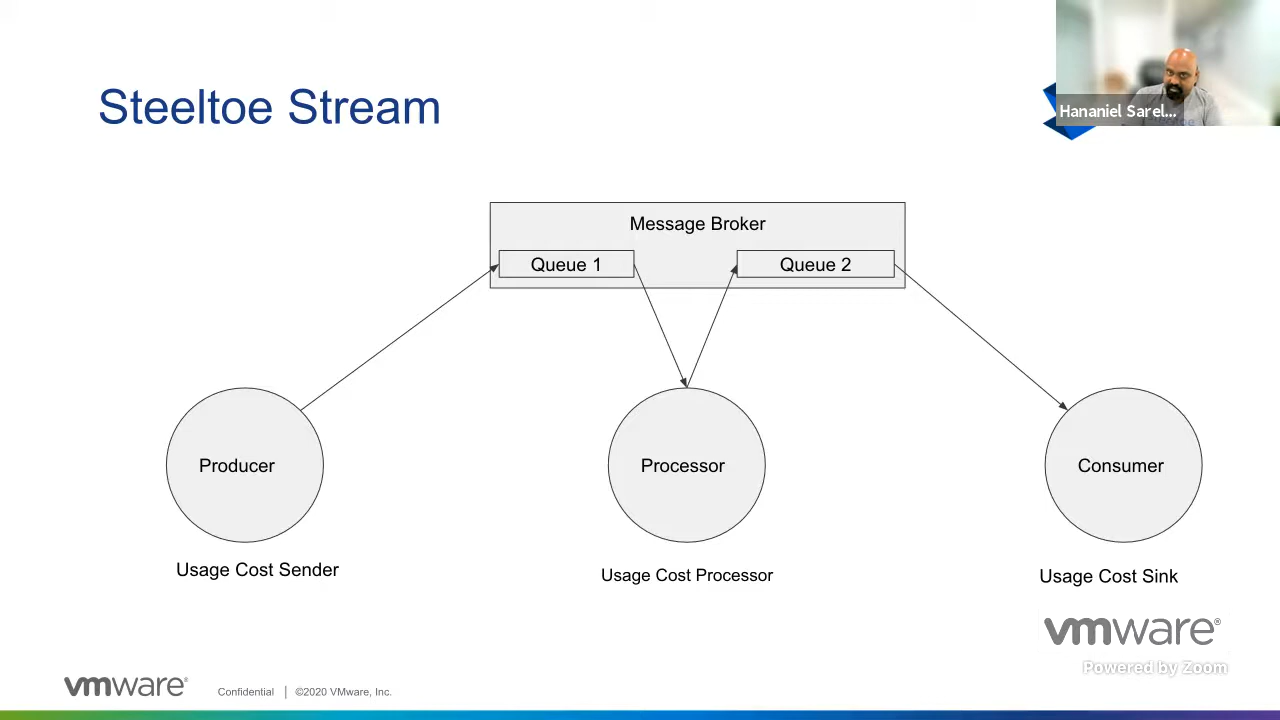 Steeltoe Stream
Hananiel Sarel...
Message Broker
Queue 1
Queue 2
Producer
Processor
Consumer
Usage Cost Sender
Usage Cost Processor
Usage Cost Sink
vmware®
Powered by Zoom
vmware®
Confidential | ©2020 VMware, Inc.